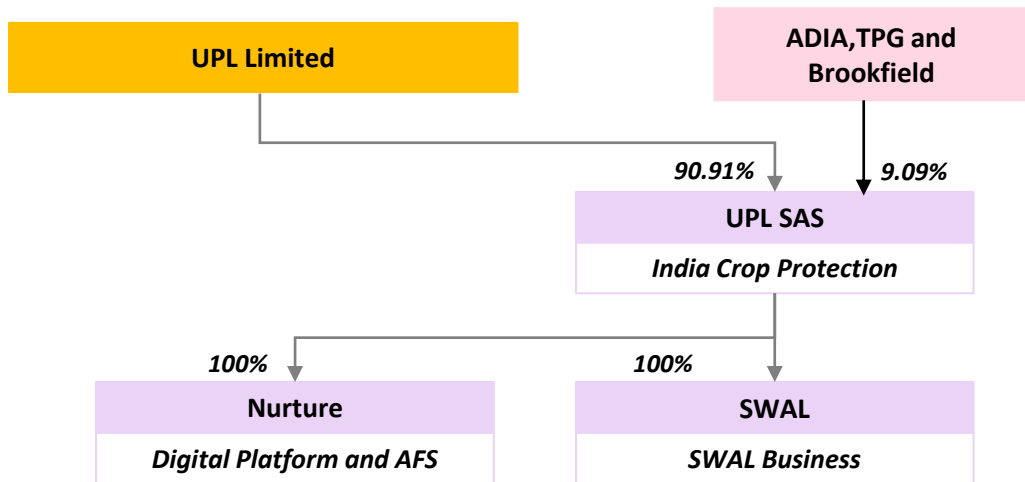 UPL Limited
ADIA,TPG and
Brookfield
90.91%
9.09%
UPL SAS
India Crop Protection
100%
100%
Nurture
SWAL
Digital Platform and AFS
SWAL Business